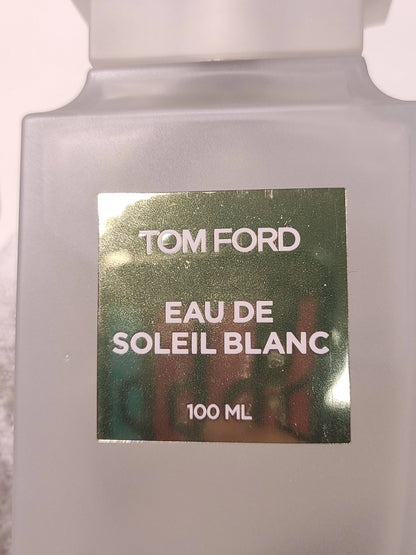 TOM FORD
EAU DE
SOLEIL BLANC
100 ML